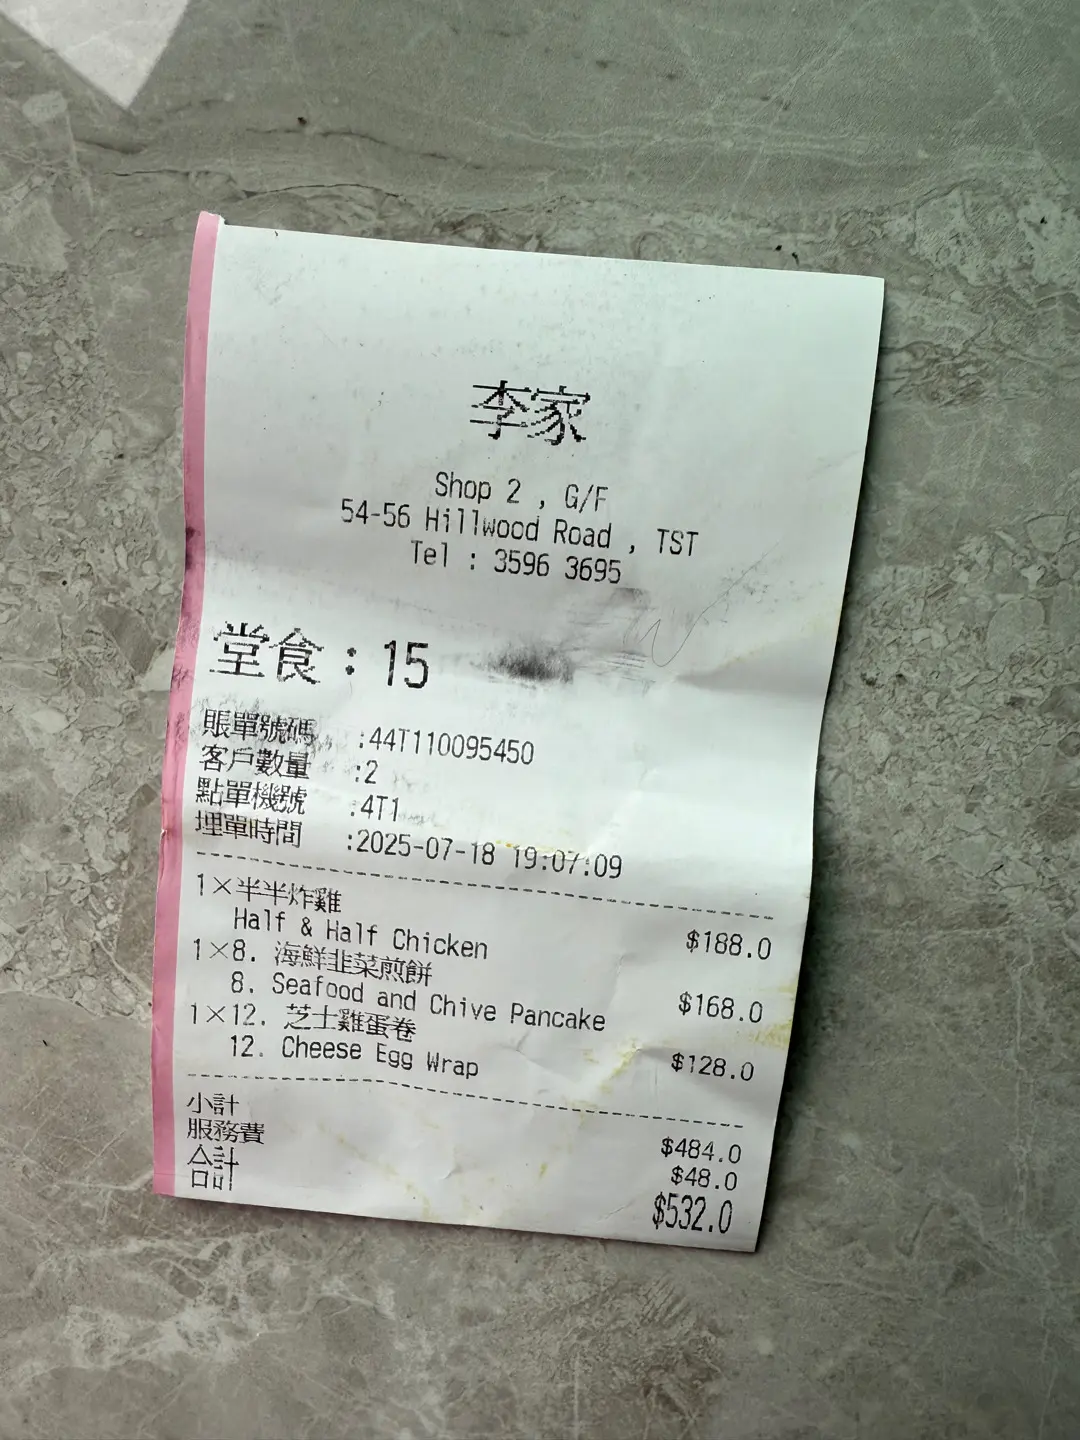 李家
Shop 2 , G/F
54-56 Hillwood Road , TST
Tel : 3596 3695
堂食：15
賬單號碼 :44T110095450
客戶數量 :2
點單機號 :4T1
埋單時間 :2025-07-18 19:07:09
1×半半炸雞
Half & Half Chicken $188.0
1×8. 海鮮韭菜煎餅
8. Seafood and Chive Pancake $168.0
1×12. 芝士雞蛋卷
12. Cheese Egg Wrap $128.0
小計 $484.0
服務費 $48.0
合計 $532.0